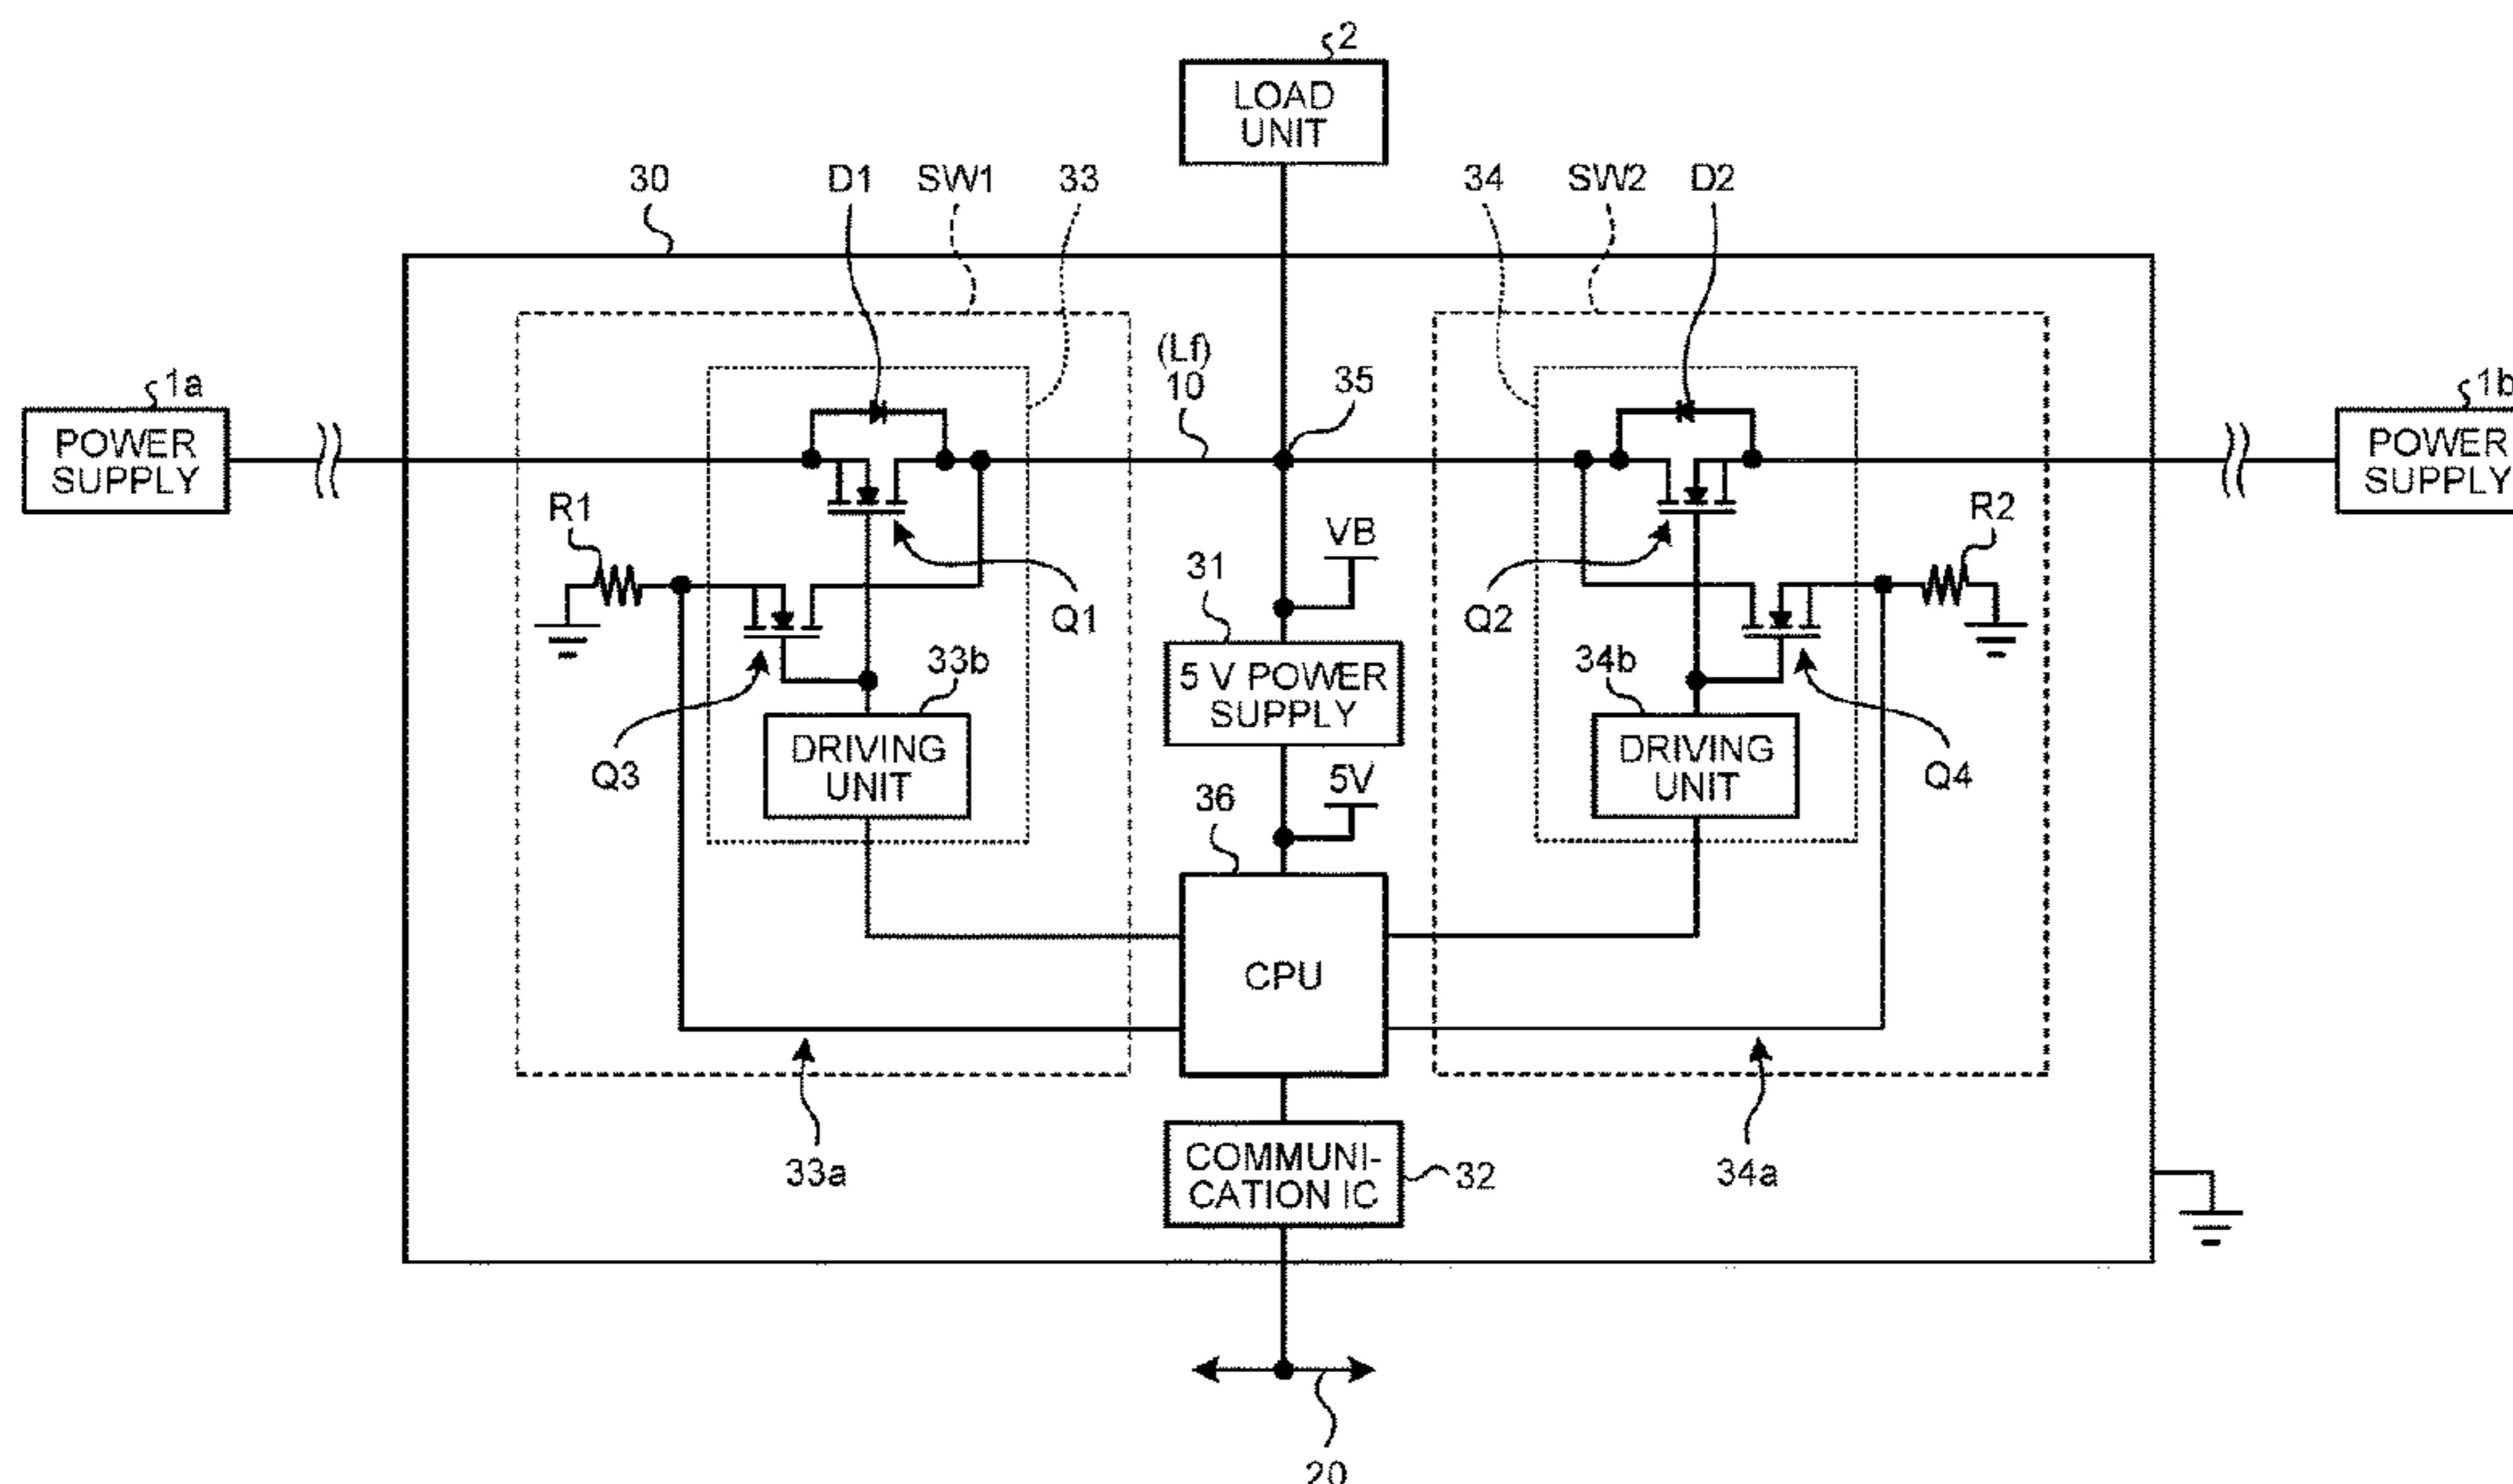 2
LOAD
UNIT
30
D1
SW1
33
34
SW2
D2
1a
POWER
SUPPLY
(Lf)
10
35
1b
POWER
SUPPLY
R1
Q1
VB
31
5 V POWER
SUPPLY
Q2
R2
33b
DRIVING
UNIT
Q3
34b
DRIVING
UNIT
Q4
5V
36
CPU
33a
COMMUNI-
CATION IC
32
34a
20